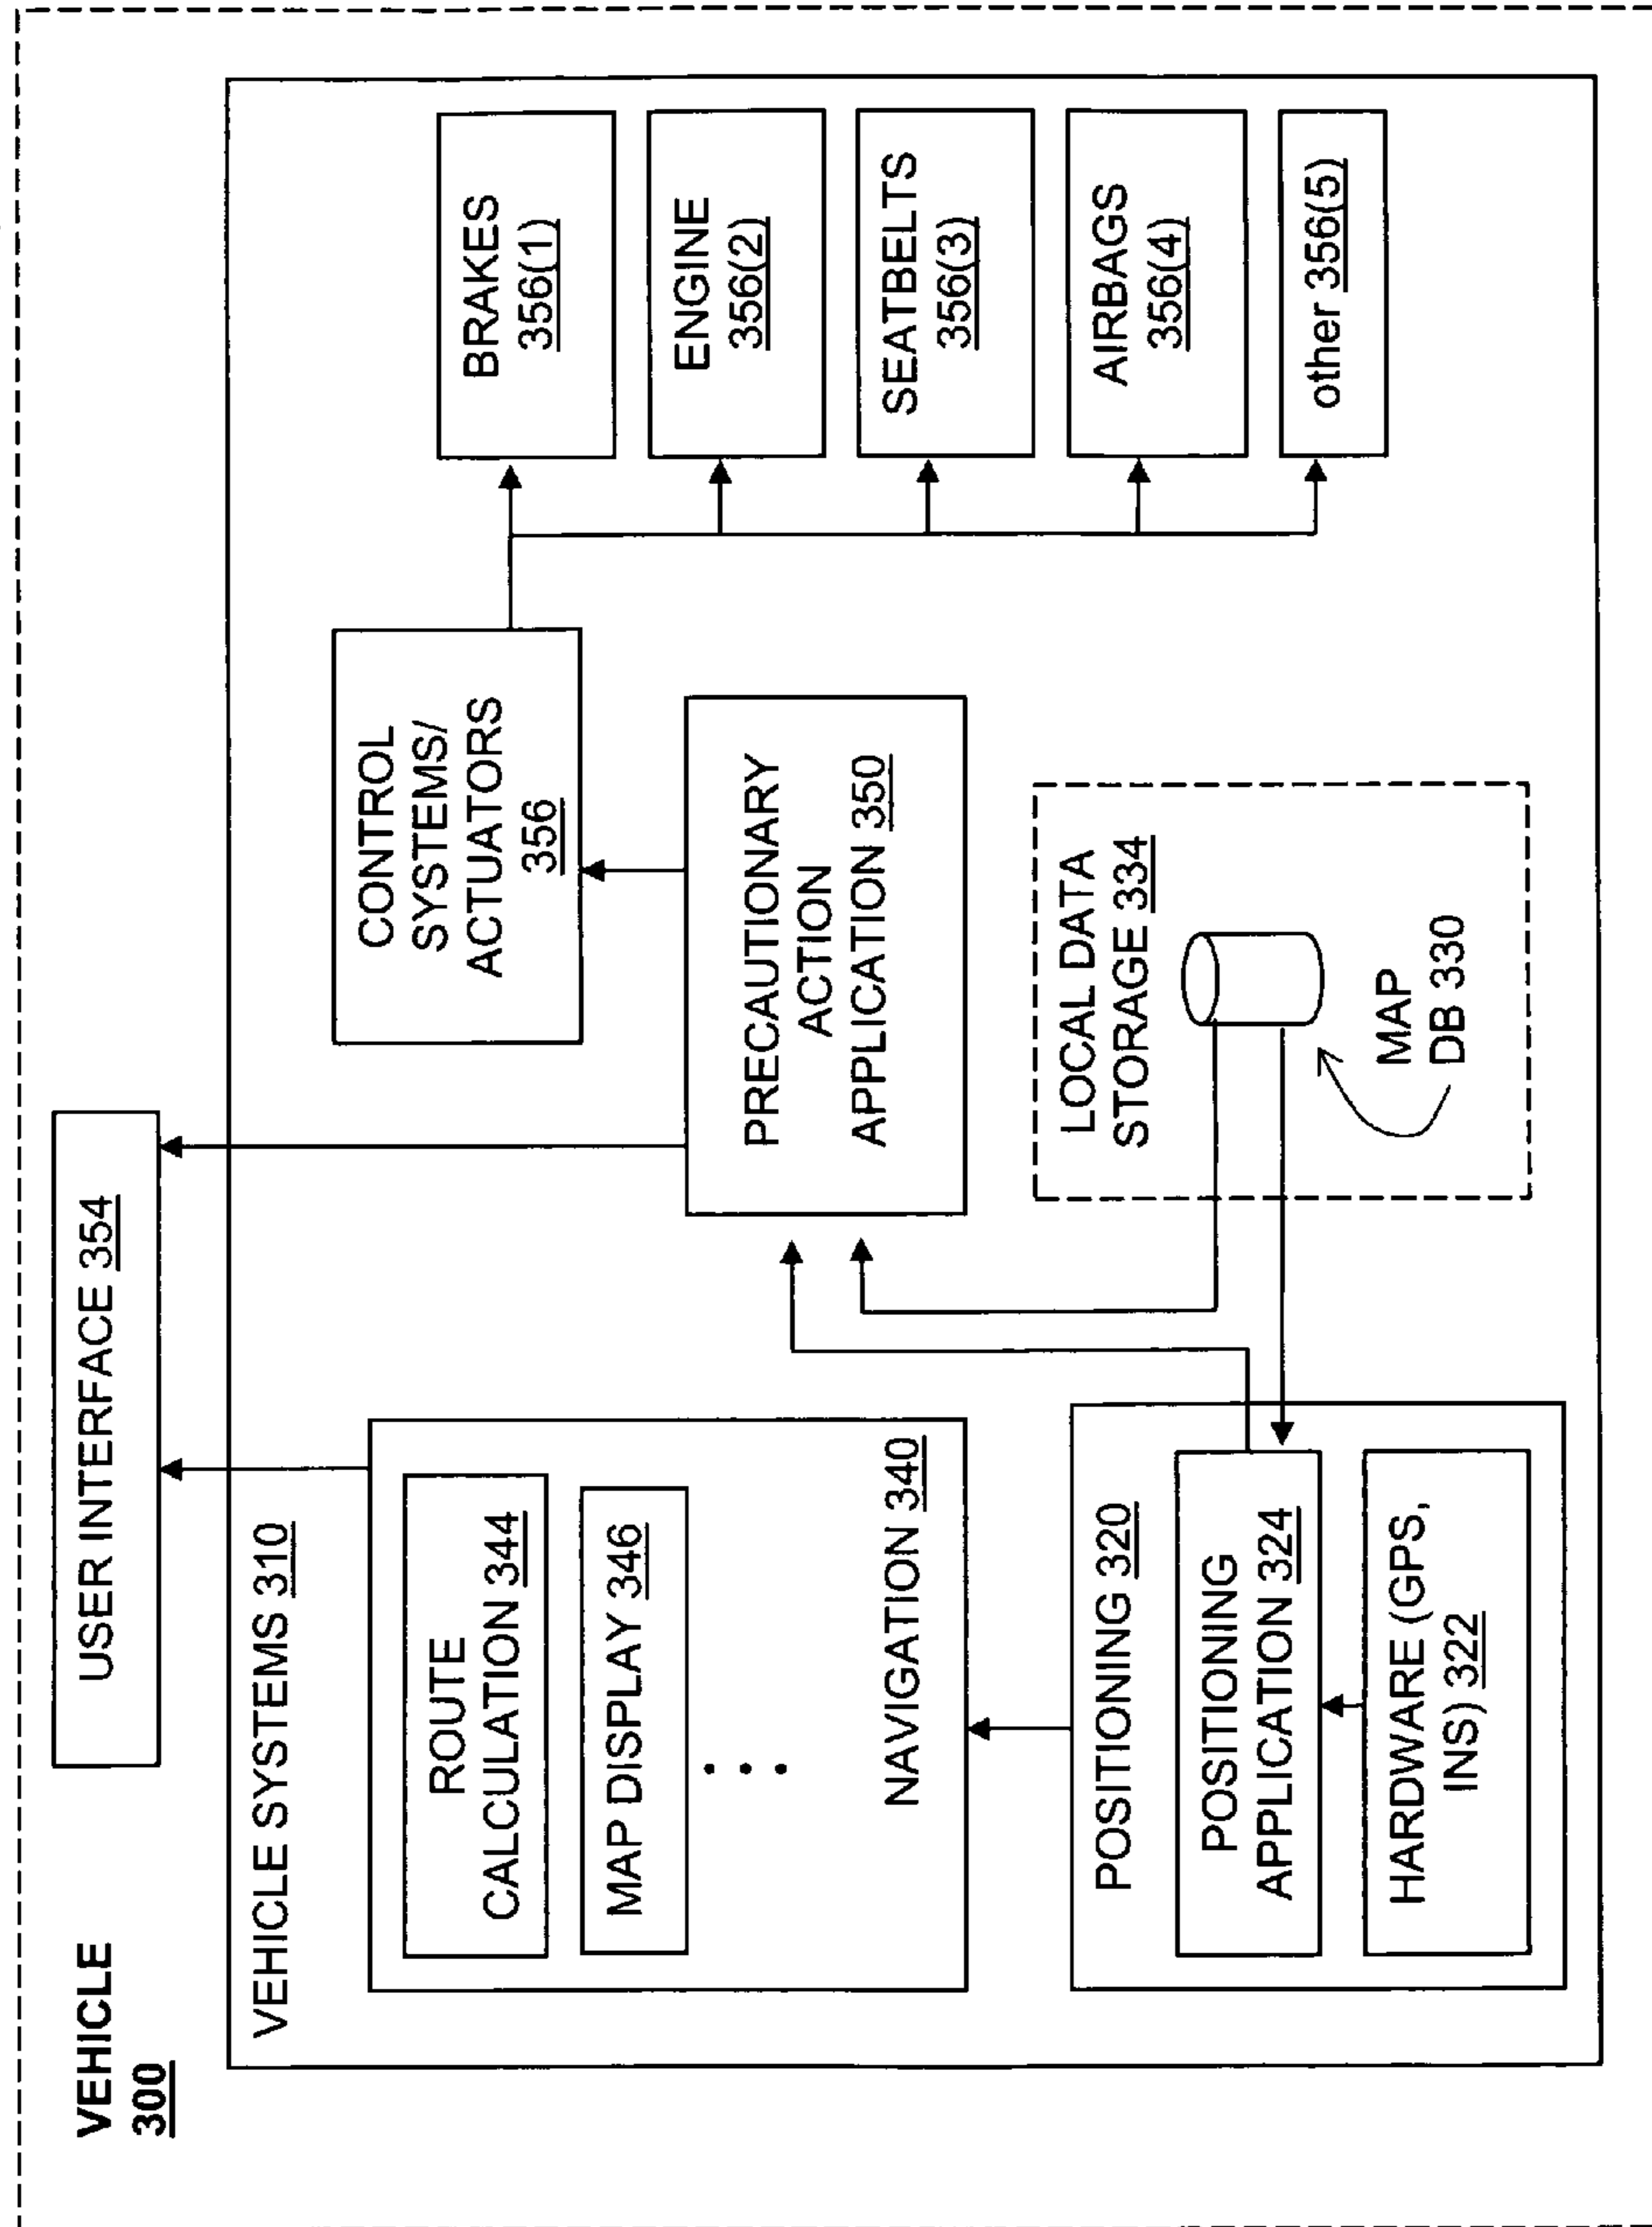 VEHICLE
300
USER INTERFACE 354
VEHICLE SYSTEMS 310
ROUTE
CALCULATION 344
MAP DISPLAY 346
NAVIGATION 340
POSITIONING 320
POSITIONING
APPLICATION 324
HARDWARE (GPS,
INS) 322
PRECAUTIONARY
ACTION
APPLICATION 350
LOCAL DATA
STORAGE 334
MAP
DB 330
CONTROL
SYSTEMS/
ACTUATORS
356
BRAKES
356(1)
ENGINE
356(2)
SEATBELTS
356(3)
AIRBAGS
356(4)
other 356(5)